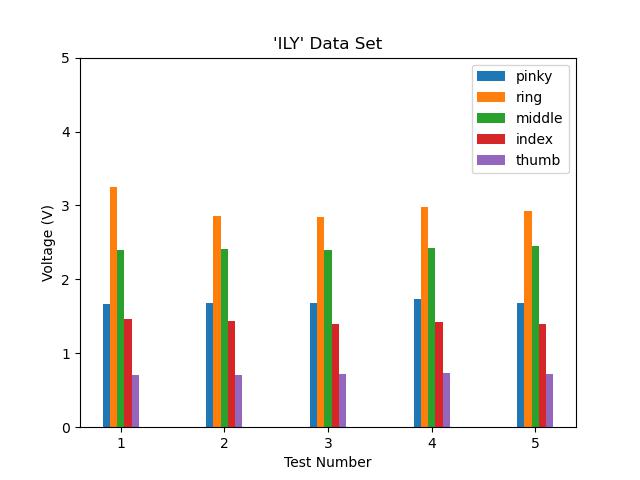 'ILY' Data Set
5
4
3
2
1
0
Voltage (V)
pinky
ring
middle
index
thumb
1 2 3 4 5
Test Number